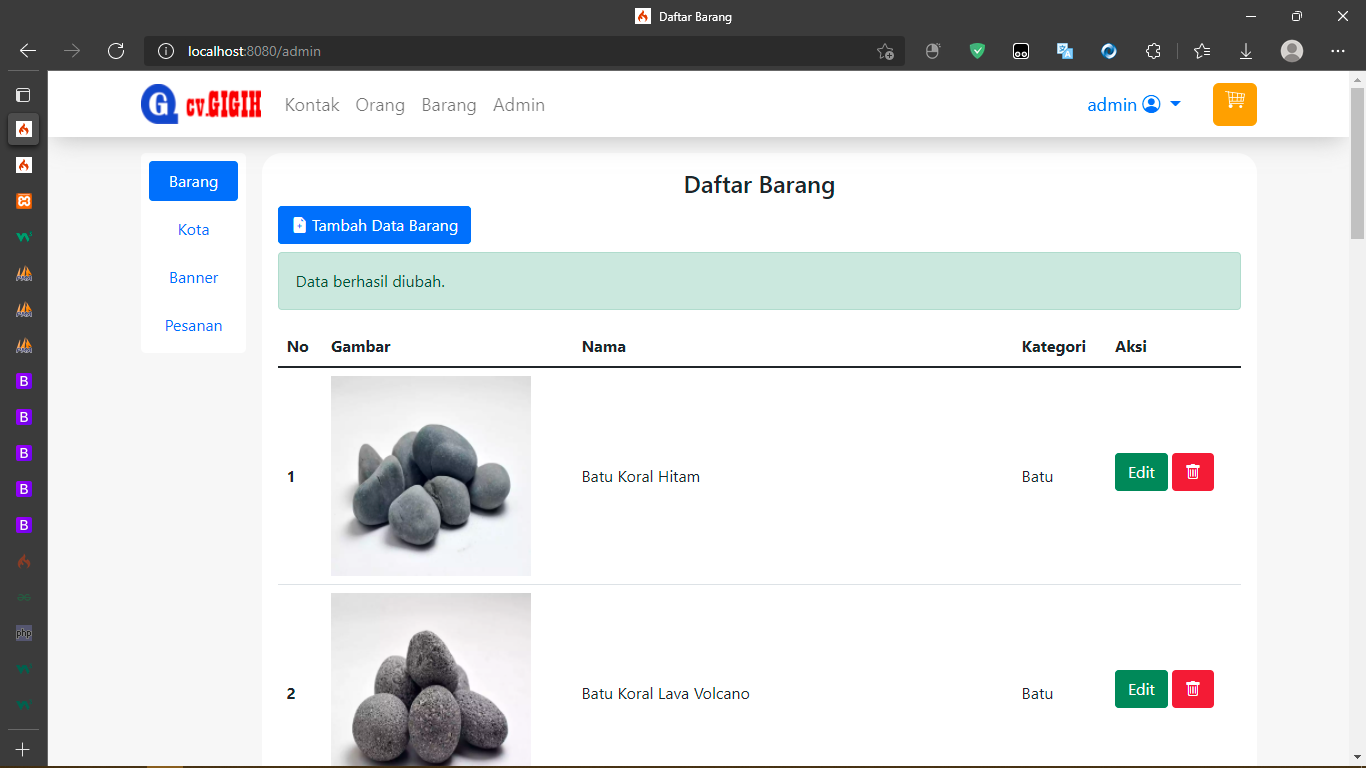 Daftar Barang
localhost:8080/admin
cv.GIGIH
Kontak Orang Barang Admin
admin
Barang
Kota
Banner
Pesanan
Daftar Barang
Tambah Data Barang
Data berhasil diubah.
No Gambar Nama Kategori Aksi
1 Batu Koral Hitam Batu Edit
2 Batu Koral Lava Volcano Batu Edit
B
B
B
B
B
php